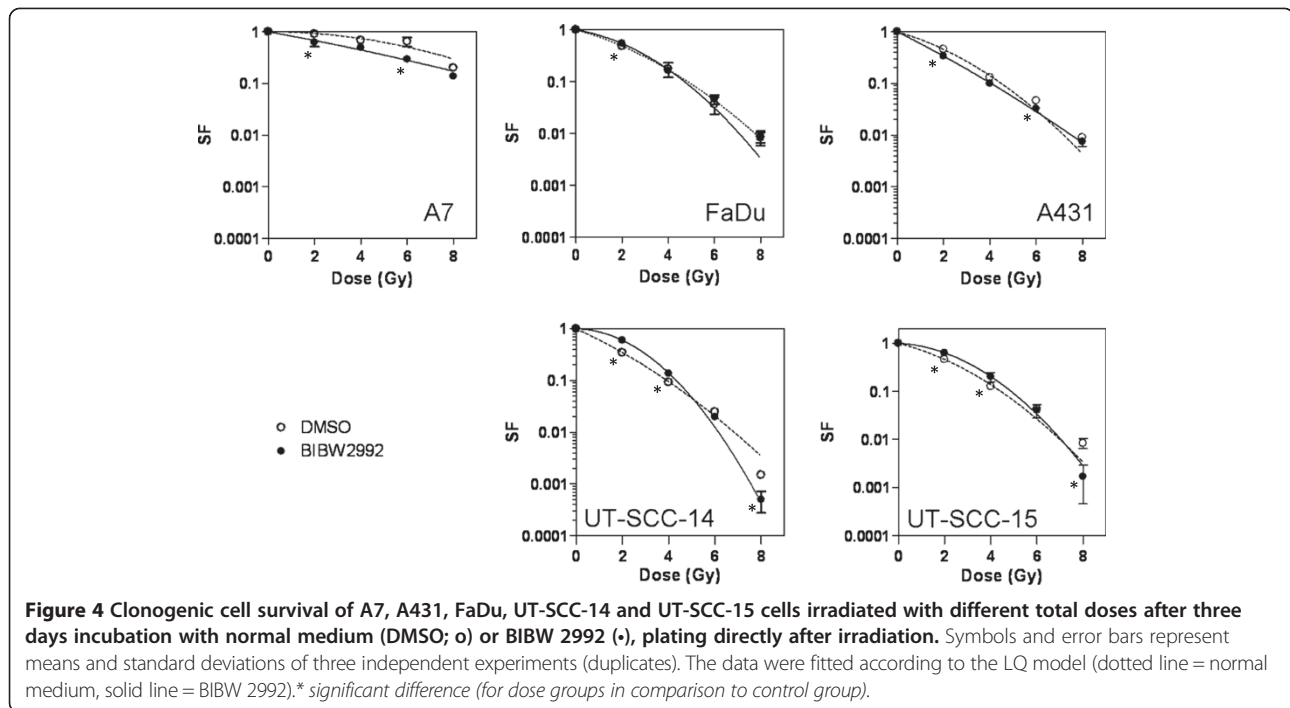 1
0.1
0.01
0.001
0.0001
SF
A7
*
*
0 2 4 6 8
Dose (Gy)
1
0.1
0.01
0.001
0.0001
SF
FaDu
*
0 2 4 6 8
Dose (Gy)
1
0.1
0.01
0.001
0.0001
SF
A431
*
*
0 2 4 6 8
Dose (Gy)
o DMSO
• BIBW2992
1
0.1
0.01
0.001
0.0001
SF
UT-SCC-14
*
*
*
0 2 4 6 8
Dose (Gy)
1
0.1
0.01
0.001
0.0001
SF
UT-SCC-15
*
*
*
0 2 4 6 8
Dose (Gy)
Figure 4 Clonogenic cell survival of A7, A431, FaDu, UT-SCC-14 and UT-SCC-15 cells irradiated with different total doses after three
days incubation with normal medium (DMSO; o) or BIBW 2992 (•), plating directly after irradiation. Symbols and error bars represent
means and standard deviations of three independent experiments (duplicates). The data were fitted according to the LQ model (dotted line = normal
medium, solid line = BIBW 2992).* significant difference (for dose groups in comparison to control group).